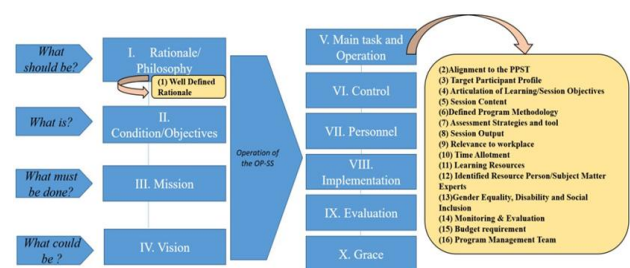 What
should be?
I. Rationale/
Philosophy
(1) Well Defined
Rationale
What is?
II.
Condition/Objectives
What must
be done?
III. Mission
What could
be ?
IV. Vision
Operation of
the OP-SS
V. Main task and
Operation
VI. Control
VII. Personnel
VIII.
Implementation
IX. Evaluation
X. Grace
(2)Alignment to the PPST
(3) Target Participant Profile
(4) Articulation of Learning/Session Objectives
(5) Session Content
(6)Defined Program Methodology
(7) Assessment Strategies and tool
(8) Session Output
(9) Relevance to workplace
(10) Time Allotment
(11) Learning Resources
(12) Identified Resource Person/Subject Matter
Experts
(13)Gender Equality, Disability and Social
Inclusion
(14) Monitoring & Evaluation
(15) Budget requirement
(16) Program Management Team